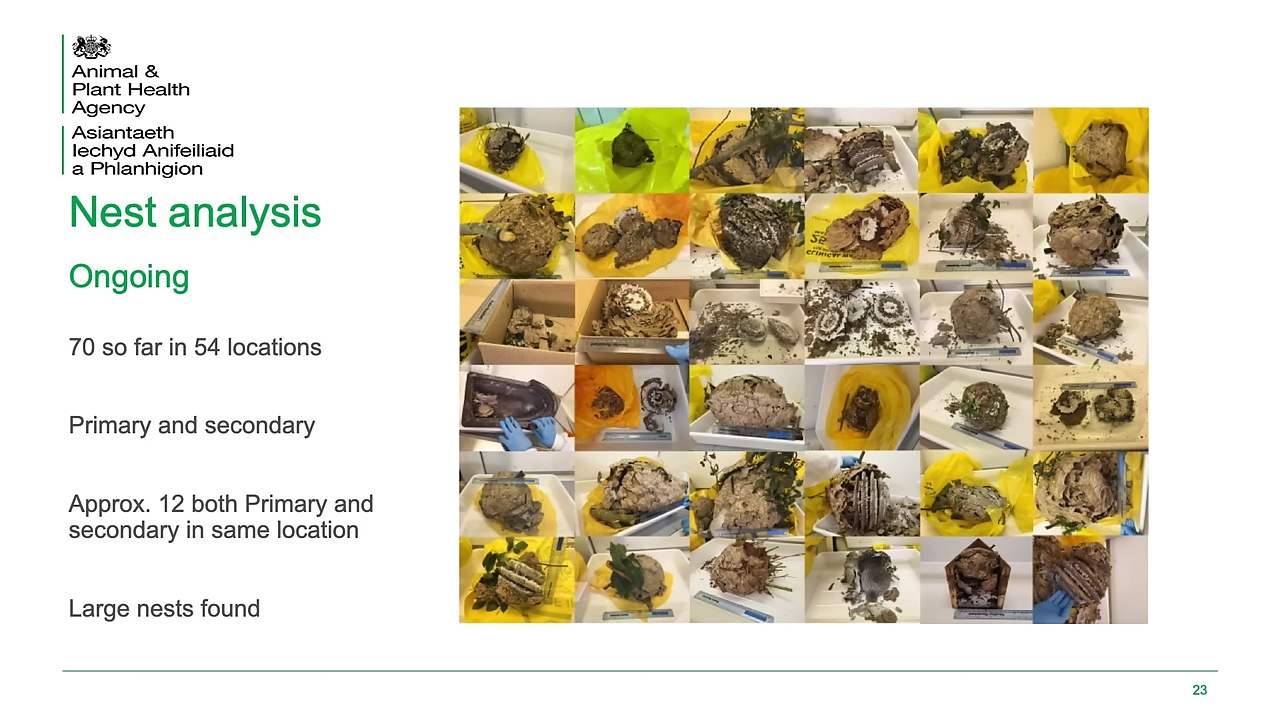 Animal &
Plant Health
Agency
Asiantaeth
Iechyd Anifeiliaid
a Phlanhigion
Nest analysis
Ongoing
70 so far in 54 locations
Primary and secondary
Approx. 12 both Primary and
secondary in same location
Large nests found
23